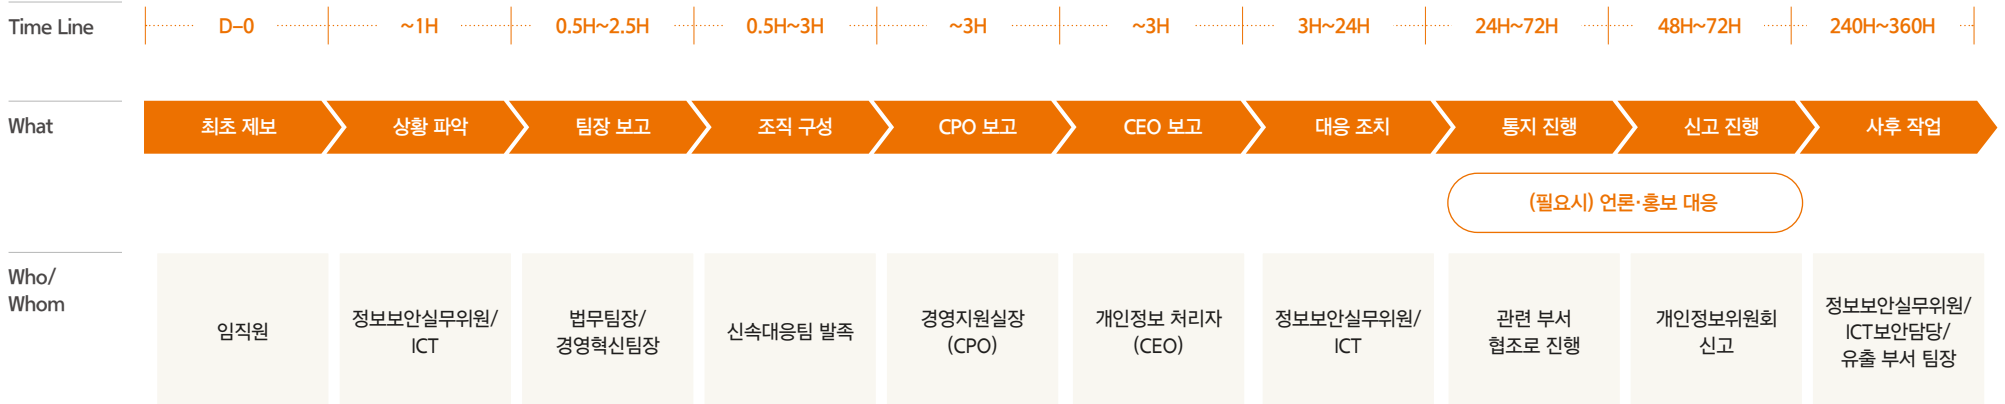 Time Line
D-0
~1H
0.5H~2.5H
0.5H~3H
~3H
~3H
3H~24H
24H~72H
48H~72H
240H~360H
What
최초 제보
상황 파악
팀장 보고
조직 구성
CPO 보고
CEO 보고
대응 조치
통지 진행
신고 진행
사후 작업
(필요시) 언론·홍보 대응
Who/
Whom
임직원
정보보안실무위원/
ICT
법무팀장/
경영혁신팀장
신속대응팀 발족
경영지원실장
(CPO)
개인정보 처리자
(CEO)
정보보안실무위원/
ICT
관련 부서
협조로 진행
개인정보위원회
신고
정보보안실무위원/
ICT보안담당/
유출 부서 팀장